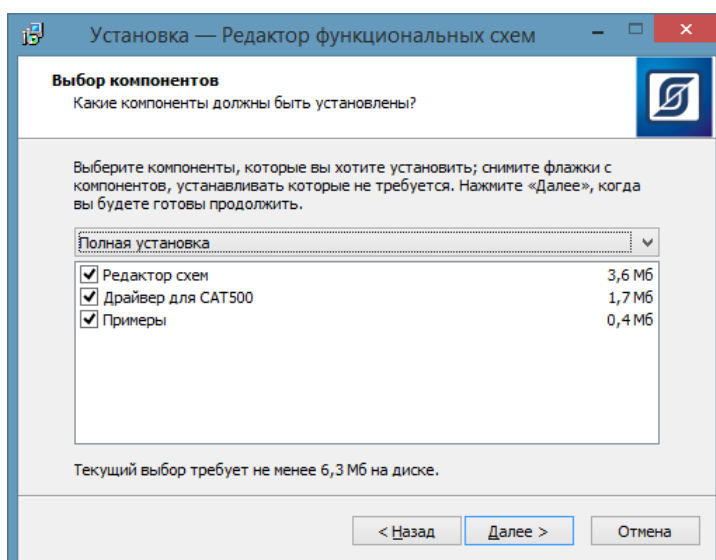 Установка — Редактор функциональных схем
Выбор компонентов
Какие компоненты должны быть установлены?
Выберите компоненты, которые вы хотите установить; снимите флажки с
компонентов, устанавливать которые не требуется. Нажмите «Далее», когда
вы будете готовы продолжить.
Полная установка
Редактор схем 3,6 Мб
Драйвер для CAT500 1,7 Мб
Примеры 0,4 Мб
Текущий выбор требует не менее 6,3 Мб на диске.
< Назад Далее > Отмена